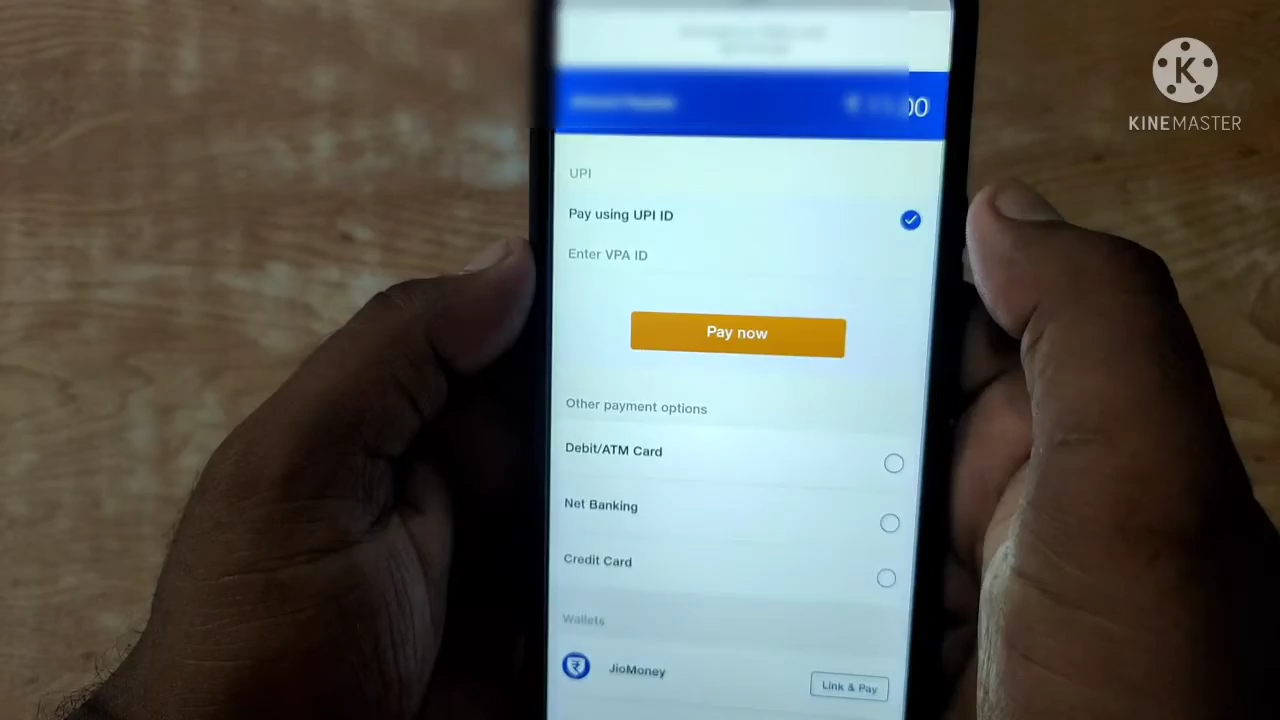 K
KINEMASTER
00
UPI
Pay using UPI ID
Enter VPA ID
Pay now
Other payment options
Debit/ATM Card
Net Banking
Credit Card
Wallets
₹ JioMoney
Link & Pay